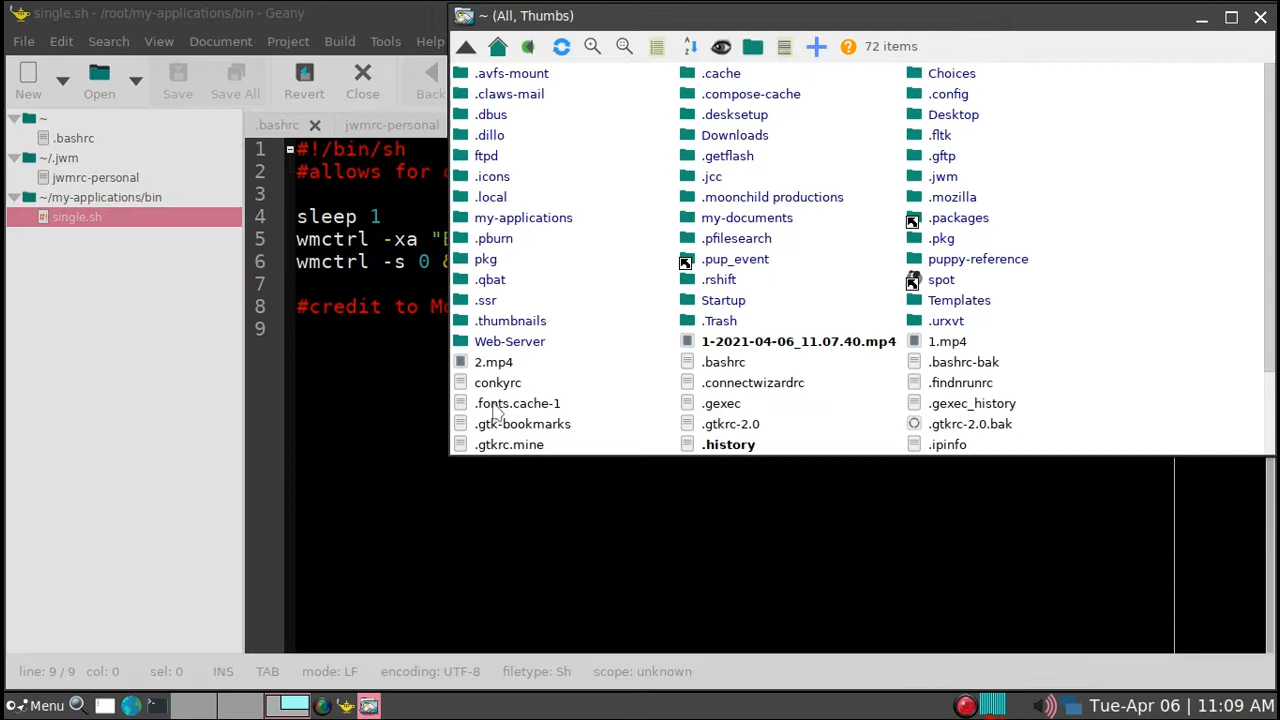 single.sh - /root/my-applications/bin - Geany
File Edit Search View Document Project Build Tools Help
New Open Save Save All Revert Close Back
~
.bashrc
~/.jwm
jwmrc-personal
~/my-applications/bin
single.sh
.bashrc jwmrc-personal
1 #!/bin/sh
2 #allows for
3
4 sleep 1
5 wmctrl -xa "
6 wmctrl -s 0
7
8 #credit to
9
line: 9 / 9 col: 0 sel: 0 INS TAB mode: LF encoding: UTF-8 filetype: Sh scope: unknown
~ (All, Thumbs)
72 items
.avfs-mount .cache Choices
.claws-mail .compose-cache .config
.dbus .desksetup Desktop
.dillo Downloads .fltk
ftpd .getflash .gftp
.icons .jcc .jwm
.local .moonchild productions .mozilla
my-applications my-documents .packages
.pburn .pfilesearch .pkg
pkg .pup_event puppy-reference
.qbat .rshift spot
.ssr Startup Templates
.thumbnails .Trash .urxvt
Web-Server 1-2021-04-06_11.07.40.mp4 1.mp4
2.mp4 .bashrc .bashrc-bak
conkyrc .connectwizardrc .findnrunrc
.fonts.cache-1 .gexec .gexec_history
.gtk-bookmarks .gtkrc-2.0 .gtkrc-2.0.bak
.gtkrc.mine .history .ipinfo
Menu Tue-Apr 06 | 11:09 AM